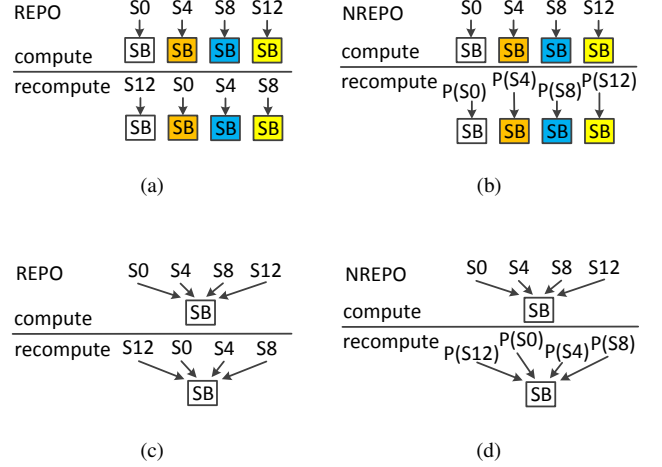 REPO S0 S4 S8 S12
compute SB SB SB SB
recompute S12 S0 S4 S8
SB SB SB SB
(a)
NREPO S0 S4 S8 S12
compute SB SB SB SB
recompute P(S0) P(S4) P(S8) P(S12)
SB SB SB SB
(b)
REPO S0 S4 S8 S12
SB
compute
recompute S12 S0 S4 S8
SB
(c)
NREPO S0 S4 S8 S12
SB
compute
recompute P(S12) P(S0) P(S4) P(S8)
SB
(d)